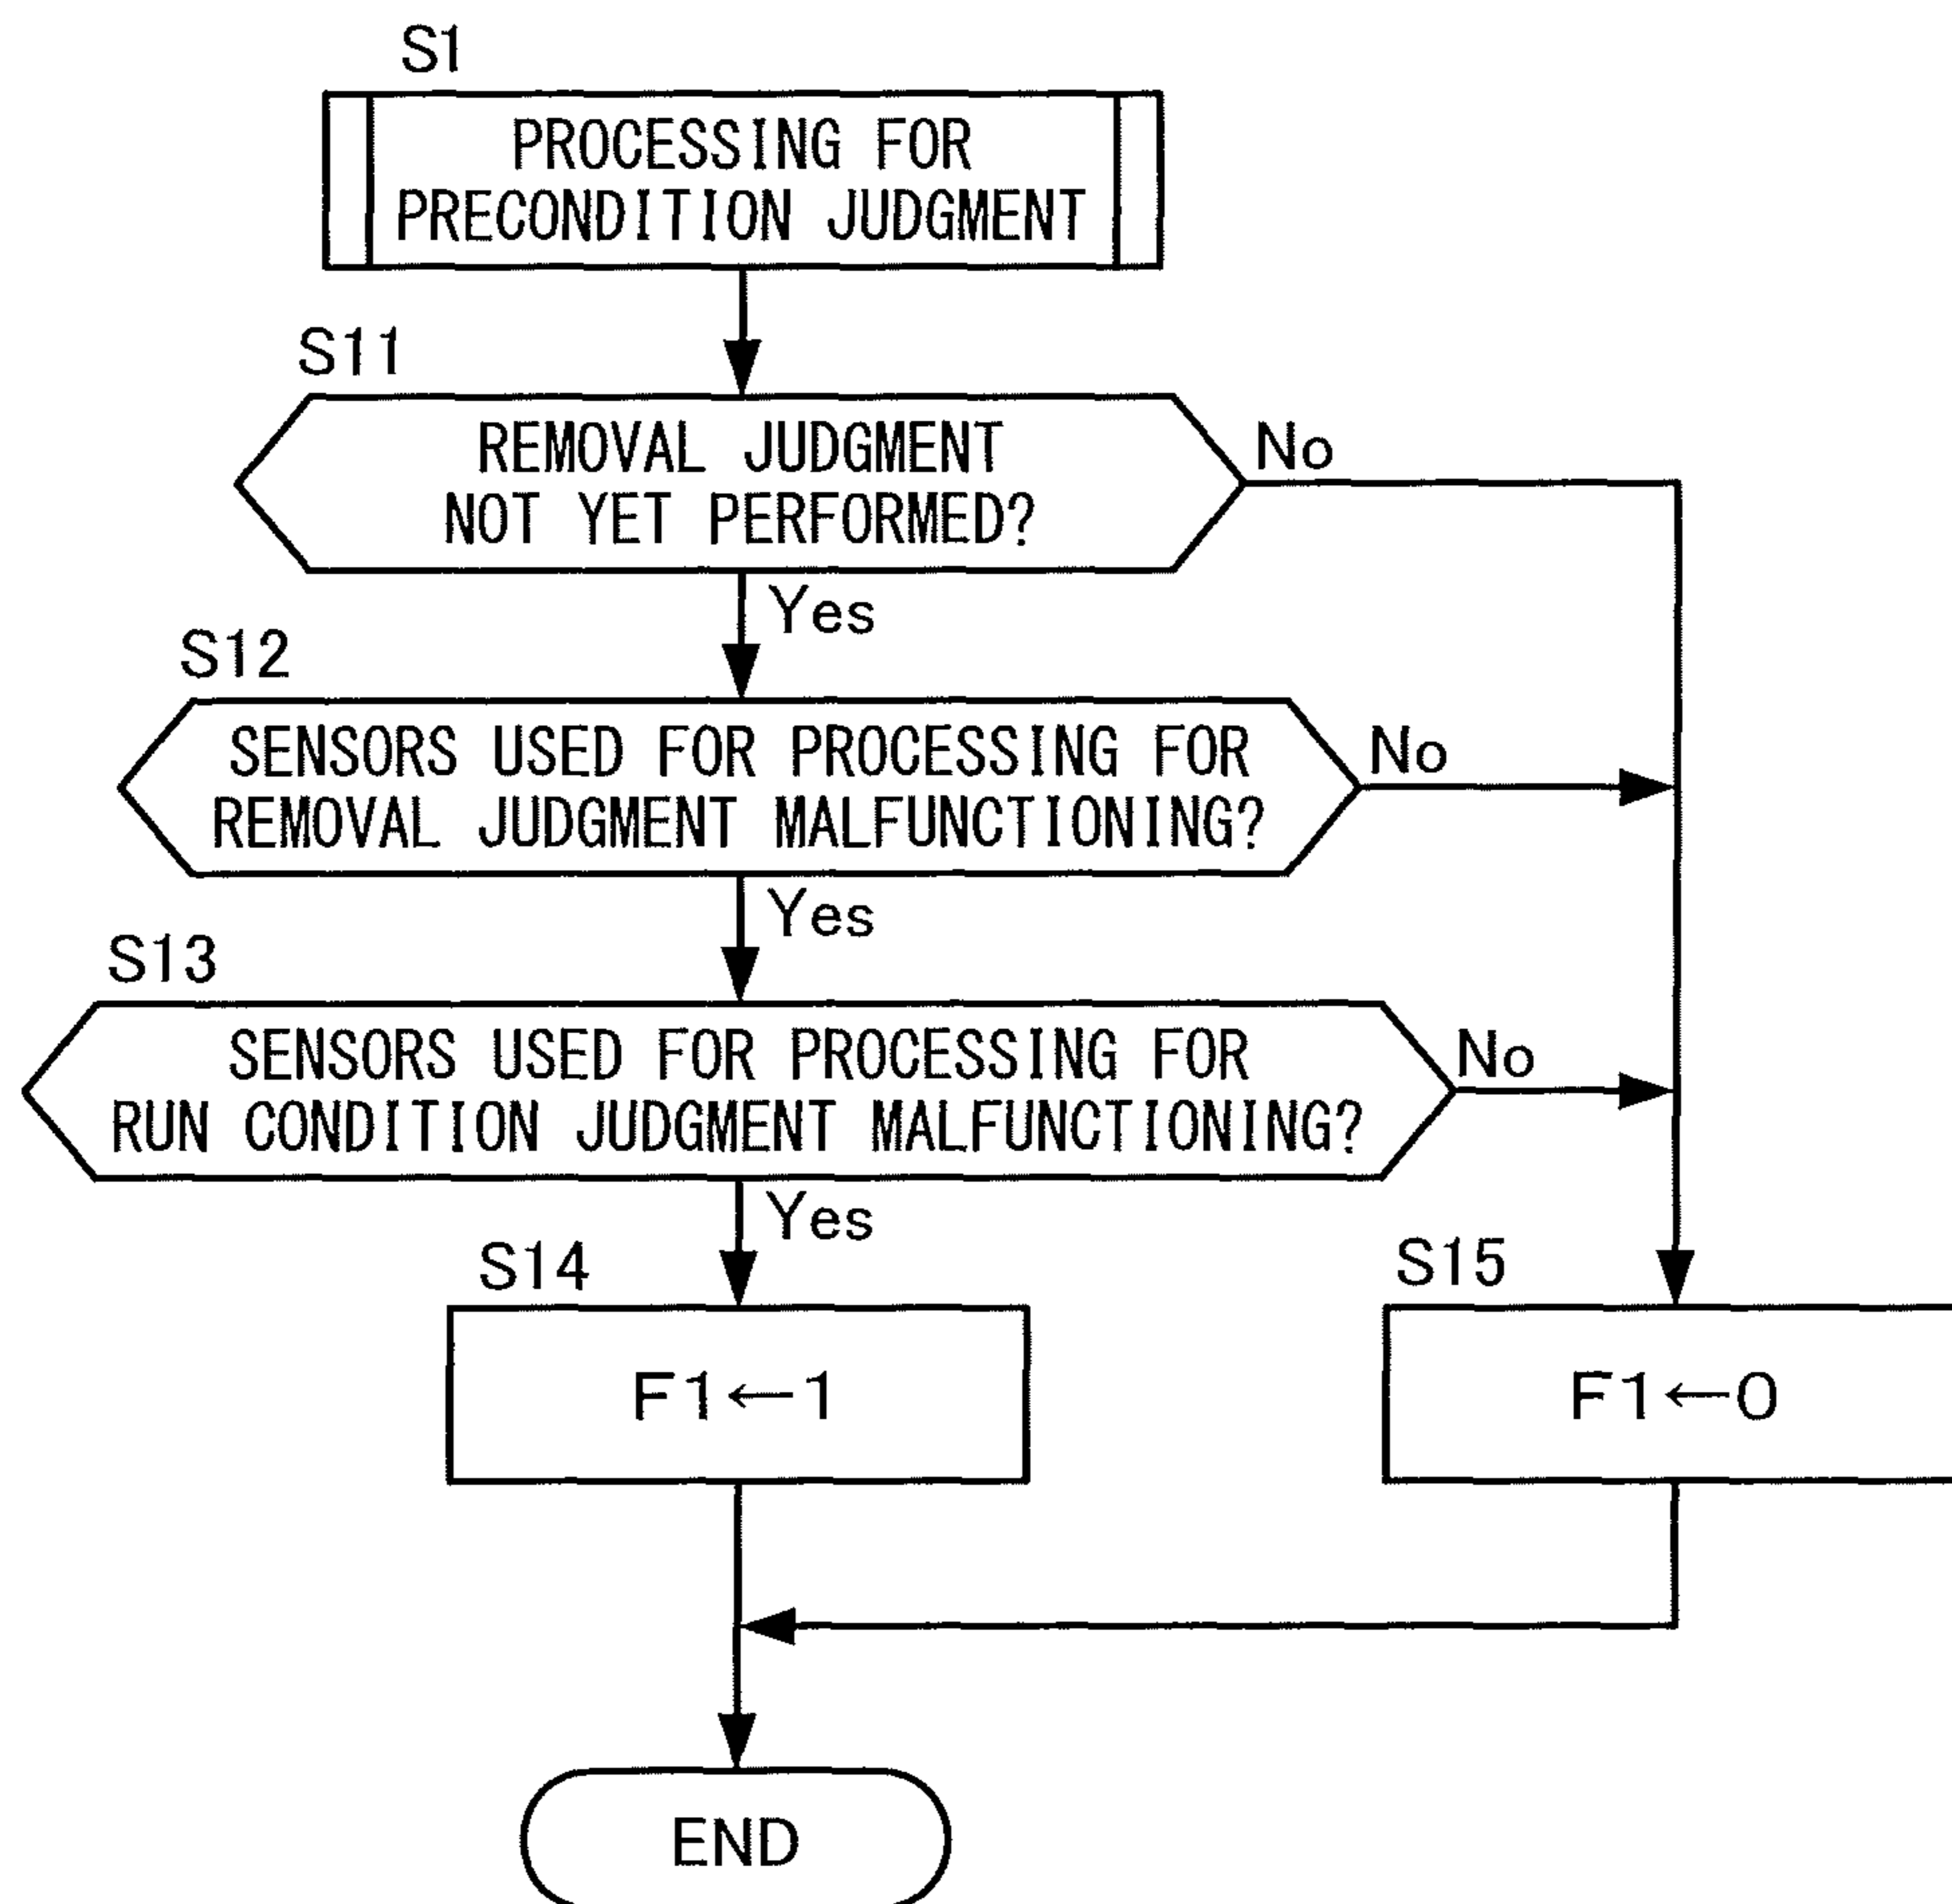 S1
PROCESSING FOR
PRECONDITION JUDGMENT
S11
REMOVAL JUDGMENT
NOT YET PERFORMED?
No
Yes
S12
SENSORS USED FOR PROCESSING FOR
REMOVAL JUDGMENT MALFUNCTIONING?
No
Yes
S13
SENSORS USED FOR PROCESSING FOR
RUN CONDITION JUDGMENT MALFUNCTIONING?
No
Yes
S14
F1←1
S15
F1←0
END